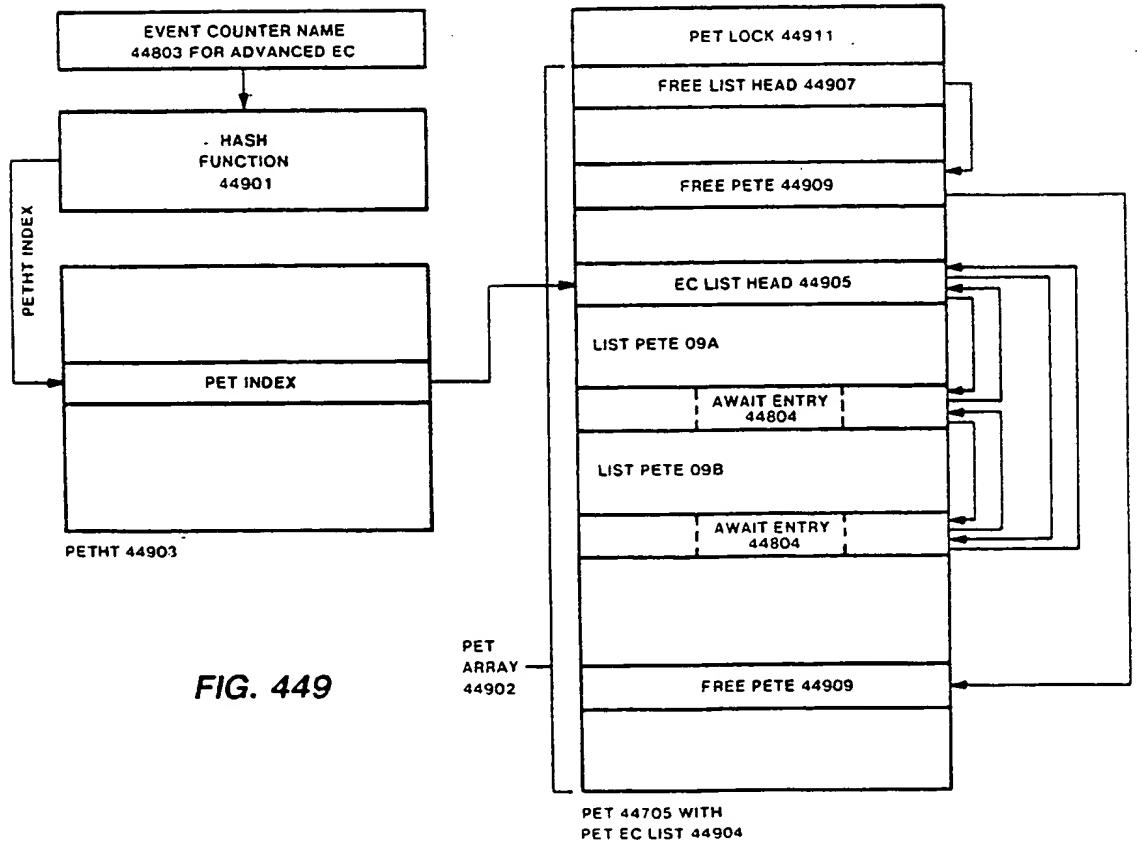 EVENT COUNTER NAME
44803 FOR ADVANCED EC
HASH
FUNCTION
44901
PETHT INDEX
PET INDEX
PETHT 44903
PET LOCK 44911
FREE LIST HEAD 44907
FREE PETE 44909
EC LIST HEAD 44905
LIST PETE 09A
AWAIT ENTRY
44804
LIST PETE 09B
AWAIT ENTRY
44804
FREE PETE 44909
PET
ARRAY
44902
PET 44705 WITH
PET EC LIST 44904
FIG. 449